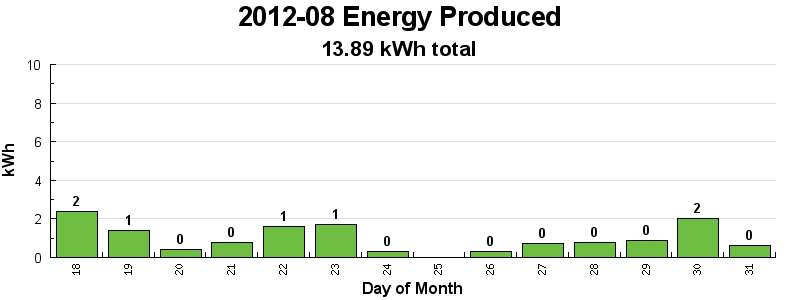 2012-08 Energy Produced
13.89 kWh total
kWh
10
8
6
4
2
0
2 1 0 0 1 1 0 0 0 0 0 2 0
18 19 20 21 22 23 24 25 26 27 28 29 30 31
Day of Month